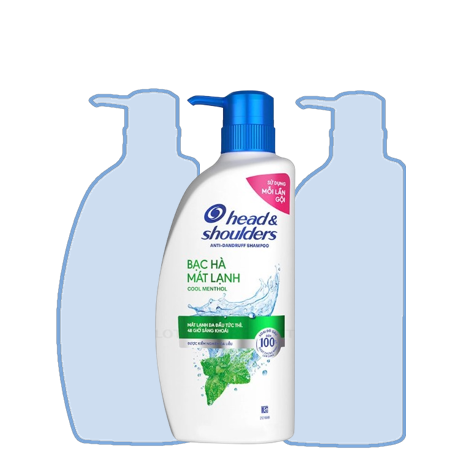 SỬ DỤNG
MỖI LẦN
GỘI
head &
shoulders
ANTI-DANDRUFF SHAMPOO
BẠC HÀ
MÁT LẠNH
COOL MENTHOL
MÁT LẠNH DA ĐẦU TỨC THÌ,
48 GIỜ SẢNG KHOÁI
100